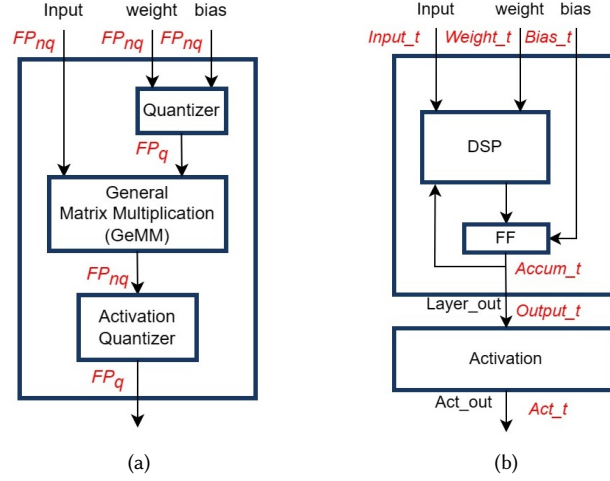 Input weight bias
FPnq FPnq FPnq
Quantizer
FPq
General
Matrix Multiplication
(GeMM)
FPnq
Activation
Quantizer
FPq
(a)
Input weight bias
Input_t Weight_t Bias_t
DSP
FF
Accum_t
Layer_out
Output_t
Activation
Act_out
Act_t
(b)